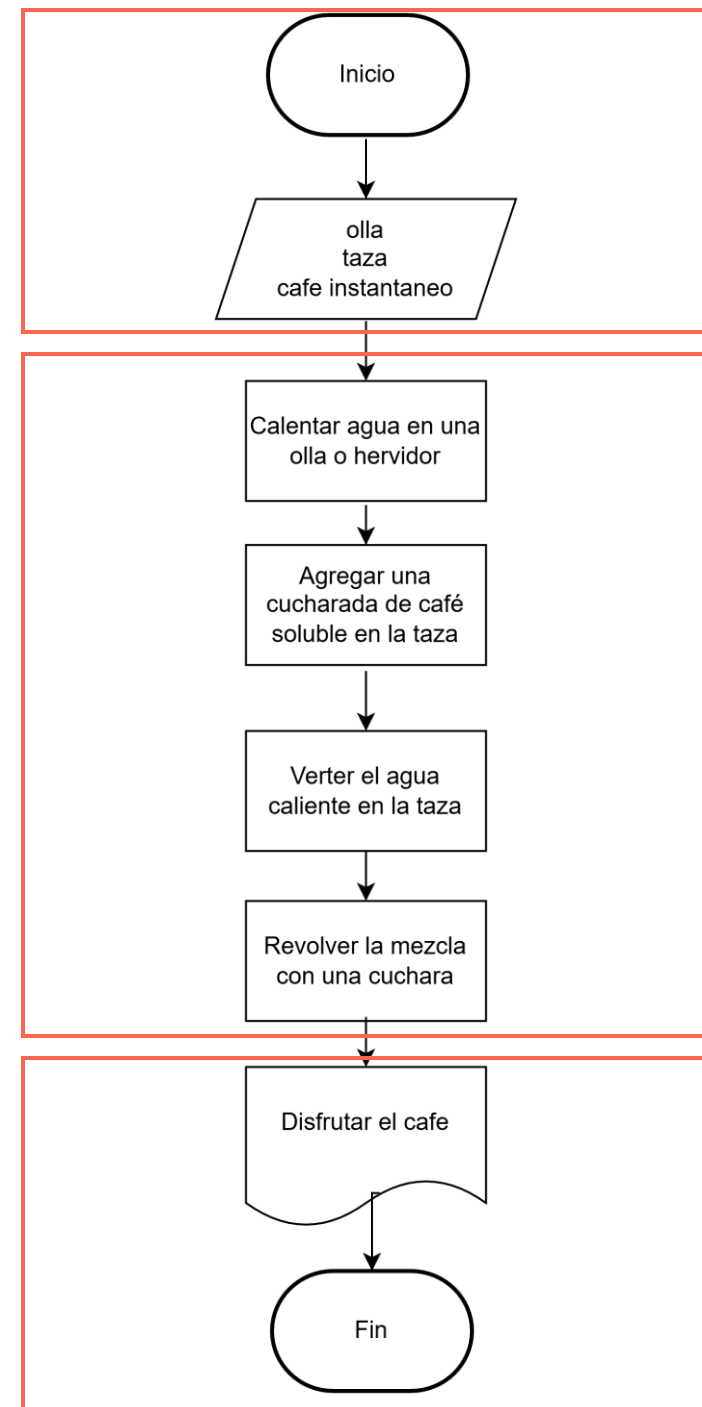 Inicio
olla
taza
cafe instantaneo
Calentar agua en una
olla o hervidor
Agregar una
cucharada de café
soluble en la taza
Verter el agua
caliente en la taza
Revolver la mezcla
con una cuchara
Disfrutar el cafe
Fin